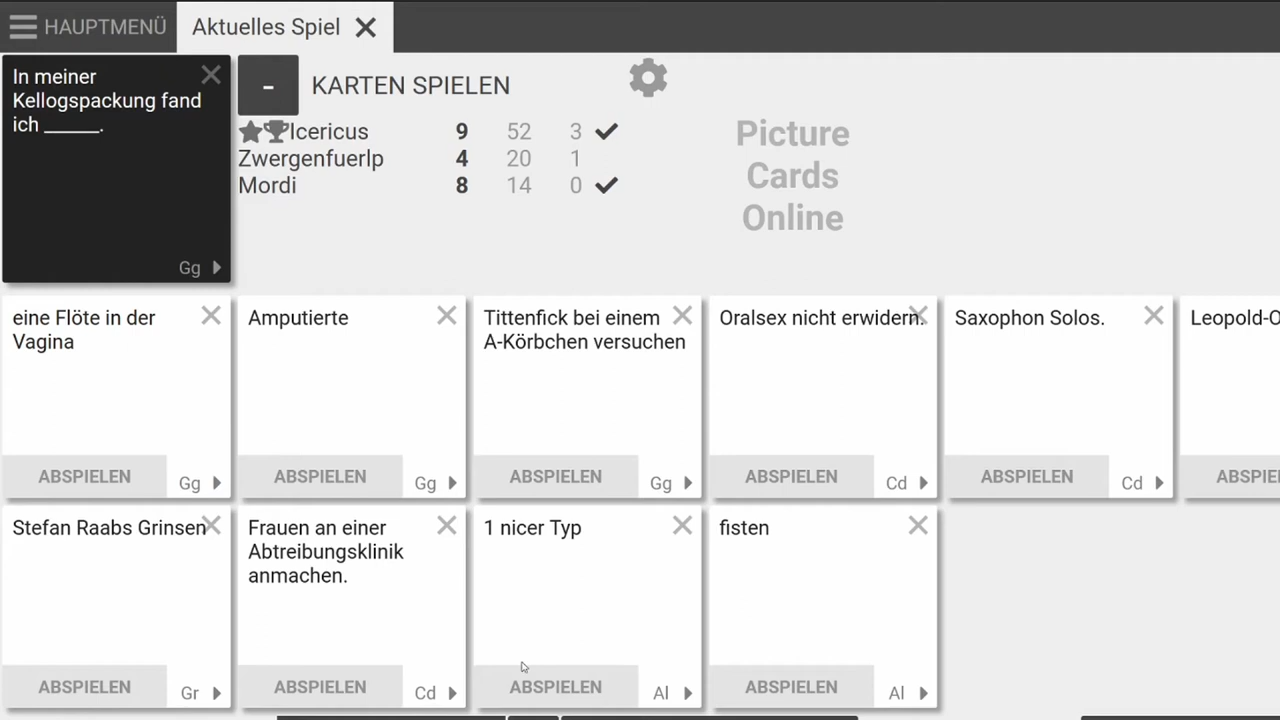 HAUPTMENÜ
Aktuelles Spiel
In meiner
Kellogspackung fand
ich _____.
Gg
-
KARTEN SPIELEN
Icericus 9 52 3
Zwergenfuerlp 4 20 1
Mordi 8 14 0
Picture
Cards
Online
eine Flöte in der
Vagina
ABSPIELEN
Gg
Amputierte
ABSPIELEN
Gg
Tittenfick bei einem
A-Körbchen versuchen
ABSPIELEN
Gg
Oralsex nicht erwidern.
ABSPIELEN
Cd
Saxophon Solos.
ABSPIELEN
Cd
Leopold-
Stefan Raabs Grinsen
ABSPIELEN
Gr
Frauen an einer
Abtreibungsklinik
anmachen.
ABSPIELEN
Cd
1 nicer Typ
ABSPIELEN
Al
fisten
ABSPIELEN
Al